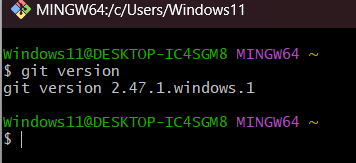 MINGW64:/c/Users/Windows11
Windows11@DESKTOP-IC4SGM8 MINGW64 ~
$ git version
git version 2.47.1.windows.1
Windows11@DESKTOP-IC4SGM8 MINGW64 ~
$